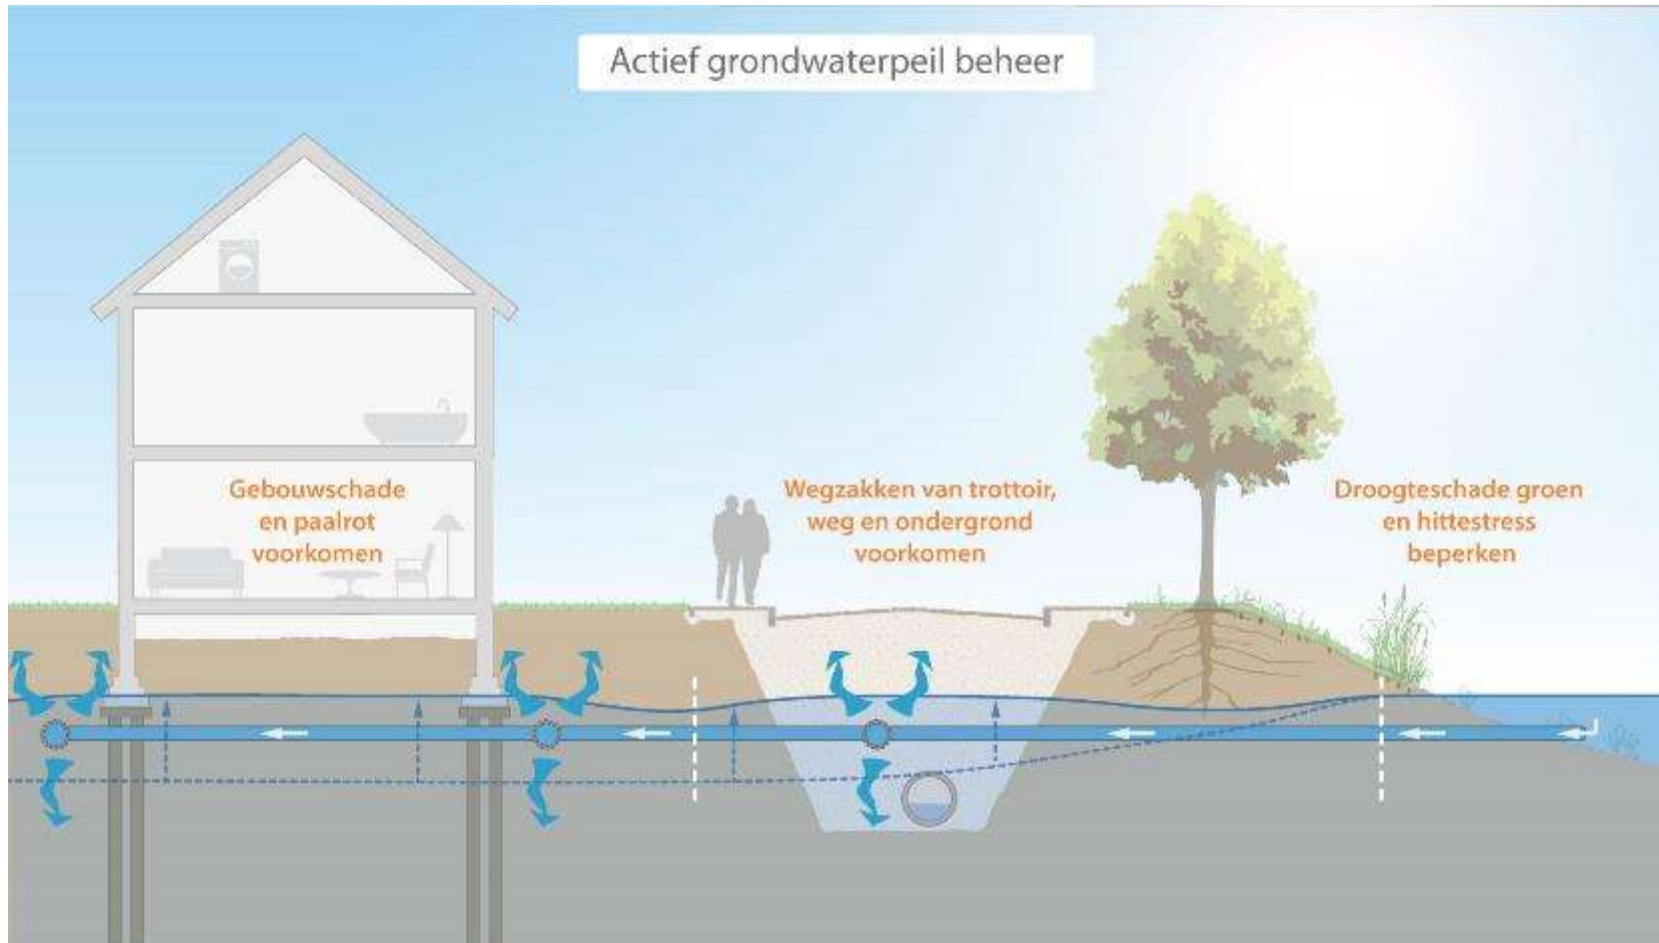 Actief grondwaterpeil beheer
Gebouwschade
en paalrot
voorkomen
Wegzakken van trottoir,
weg en ondergrond
voorkomen
Droogteschade groen
en hittestress
beperken